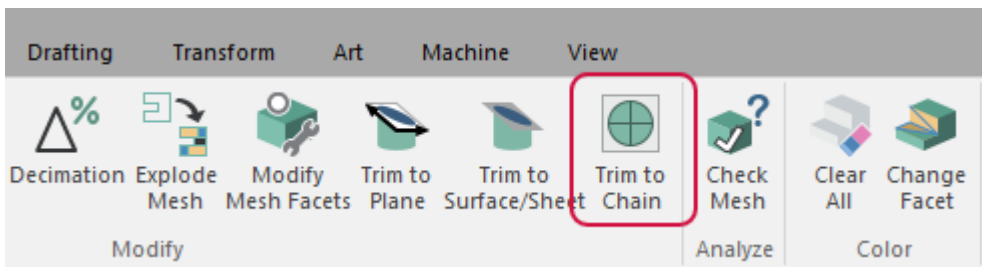 Drafting Transform Art Machine View
%
?
Decimation Explode Modify Trim to Trim to Trim to Check Clear Change
Mesh Mesh Facets Plane Surface/Sheet Chain Mesh All Facet
Modify Analyze Color